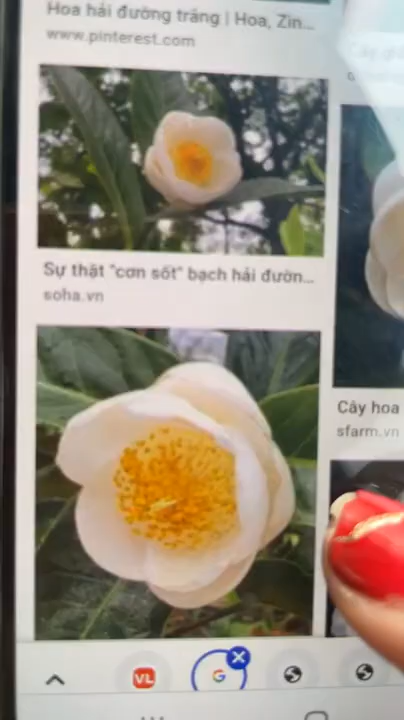 Hoa hải đường trắng | Hoa, Zin...
www.pinterest.com
Sự thật "cơn sốt" bạch hải đườn...
soha.vn
Cây hoa
sfarm.vn
VL
G